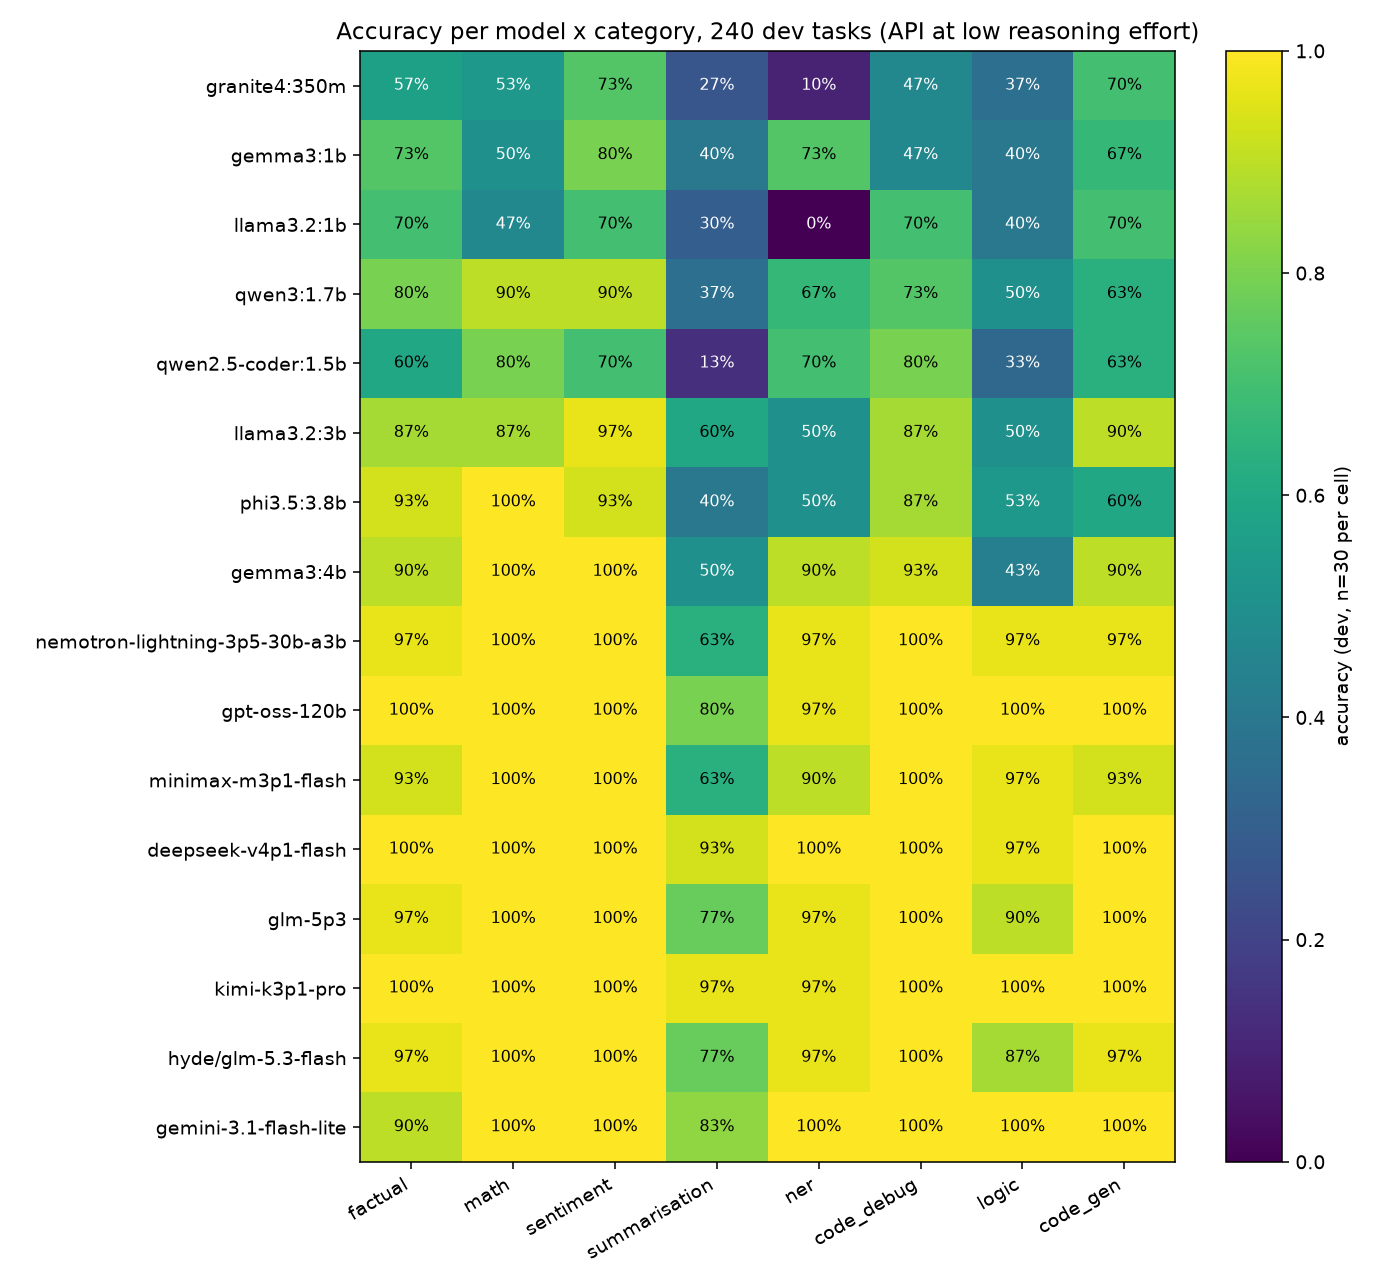 Accuracy per model x category, 240 dev tasks (API at low reasoning effort)
granite4:350m 57% 53% 73% 27% 10% 47% 37% 70%
gemma3:1b 73% 50% 80% 40% 73% 47% 40% 67%
llama3.2:1b 70% 47% 70% 30% 0% 70% 40% 70%
qwen3:1.7b 80% 90% 90% 37% 67% 73% 50% 63%
qwen2.5-coder:1.5b 60% 80% 70% 13% 70% 80% 33% 63%
llama3.2:3b 87% 87% 97% 60% 50% 87% 50% 90%
phi3.5:3.8b 93% 100% 93% 40% 50% 87% 53% 60%
gemma3:4b 90% 100% 100% 50% 90% 93% 43% 90%
nemotron-lightning-3p5-30b-a3b 97% 100% 100% 63% 97% 100% 97% 97%
gpt-oss-120b 100% 100% 100% 80% 97% 100% 100% 100%
minimax-m3p1-flash 93% 100% 100% 63% 90% 100% 97% 93%
deepseek-v4p1-flash 100% 100% 100% 93% 100% 100% 97% 100%
glm-5p3 97% 100% 100% 77% 97% 100% 90% 100%
kimi-k3p1-pro 100% 100% 100% 97% 97% 100% 100% 100%
hyde/glm-5.3-flash 97% 100% 100% 77% 97% 100% 87% 97%
gemini-3.1-flash-lite 90% 100% 100% 83% 100% 100% 100% 100%
factual math sentiment summarisation ner code_debug logic code_gen
1.0
0.8
0.6
0.4
0.2
0.0
accuracy (dev, n=30 per cell)